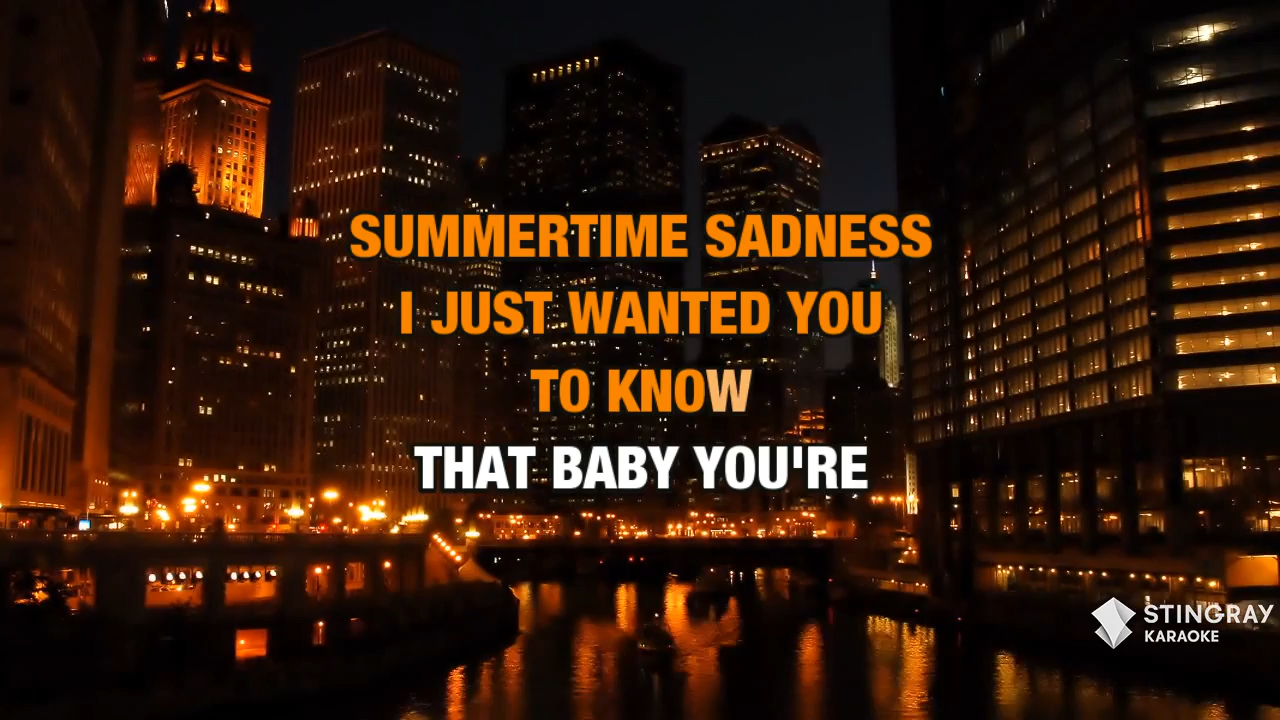 SUMMERTIME SADNESS
I JUST WANTED YOU
TO KNOW
THAT BABY YOU'RE
STINGRAY
KARAOKE